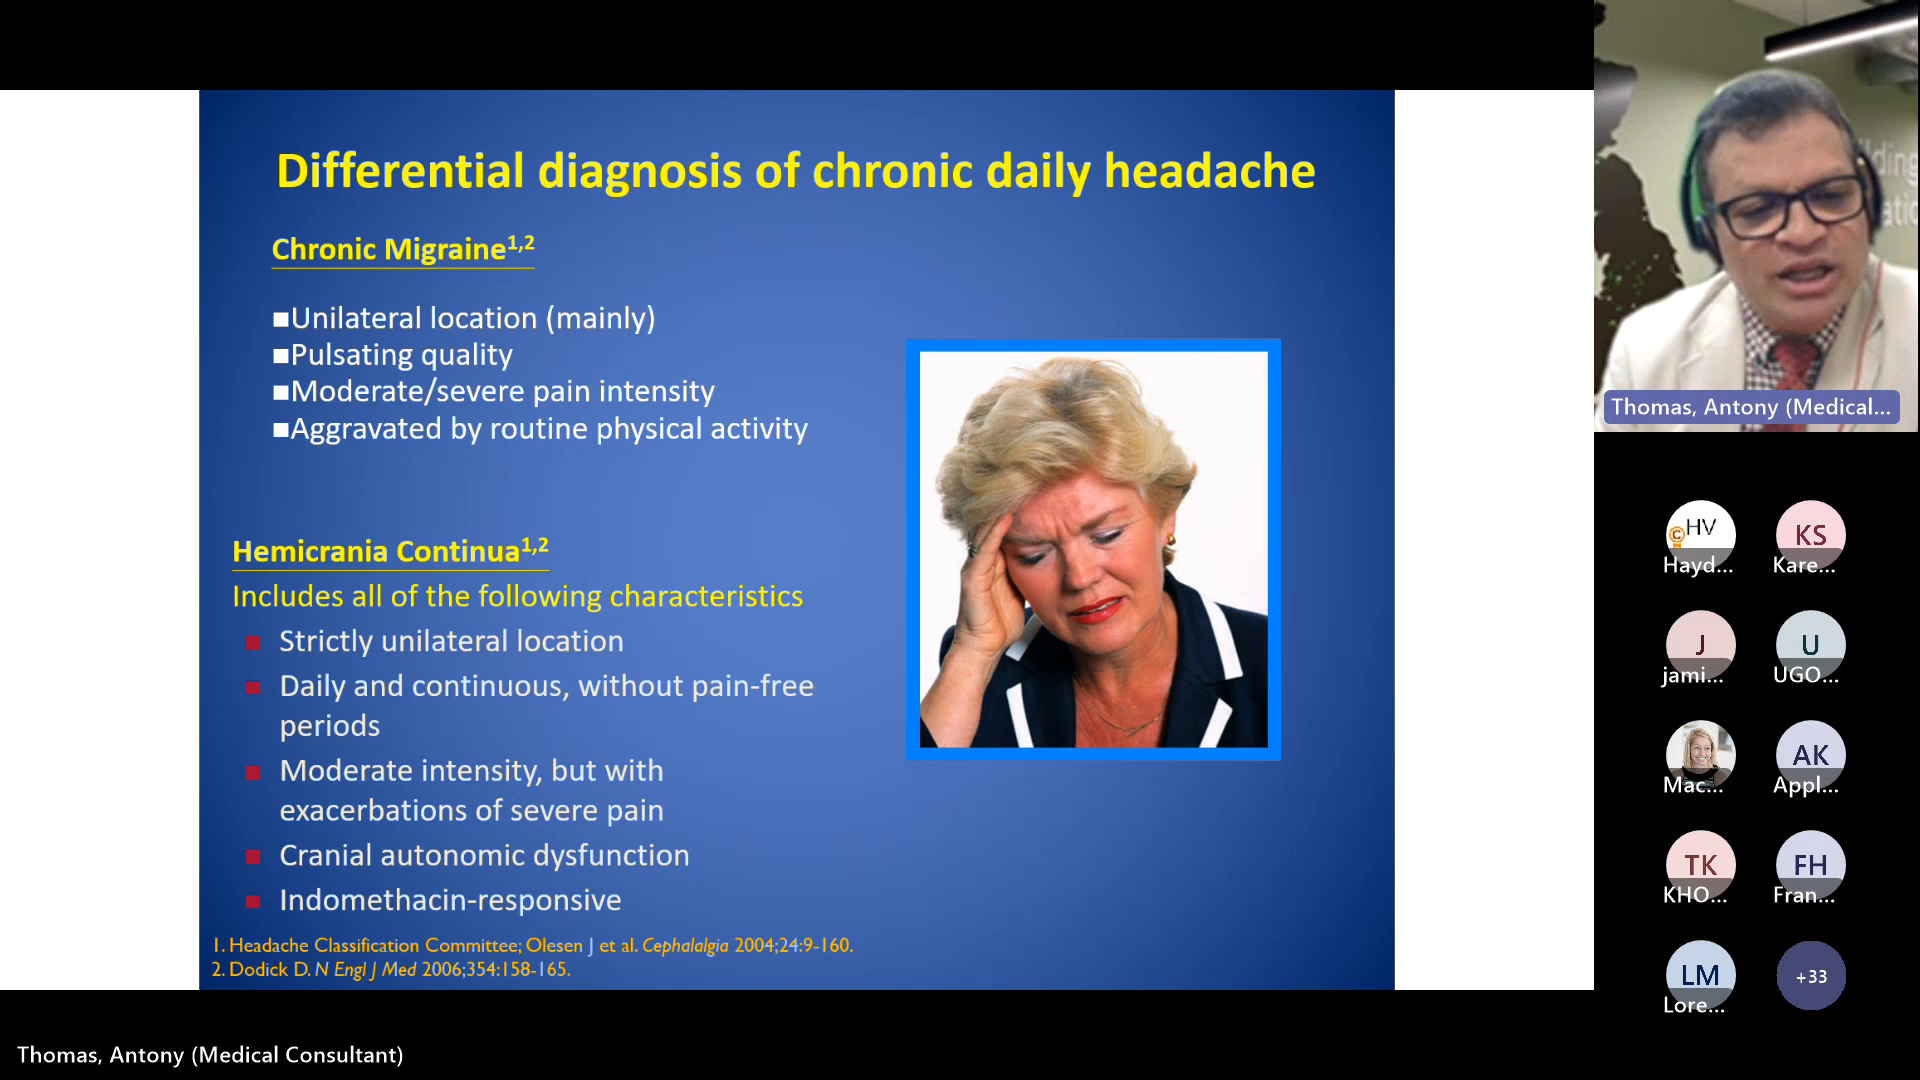 Differential diagnosis of chronic daily headache
Chronic Migraine1,2
■Unilateral location (mainly)
■Pulsating quality
■Moderate/severe pain intensity
■Aggravated by routine physical activity
Hemicrania Continua1,2
Includes all of the following characteristics
■ Strictly unilateral location
■ Daily and continuous, without pain-free
periods
■ Moderate intensity, but with
exacerbations of severe pain
■ Cranial autonomic dysfunction
■ Indomethacin-responsive
1. Headache Classification Committee; Olesen J et al. Cephalalgia 2004;24:9-160.
2. Dodick D. N Engl J Med 2006;354:158-165.
Thomas, Antony (Medical...
HV
Hayd...
KS
Kare...
J
jami...
U
UGO...
Mac...
AK
Appl...
TK
KHO...
FH
Fran...
LM
Lore...
+33
Thomas, Antony (Medical Consultant)